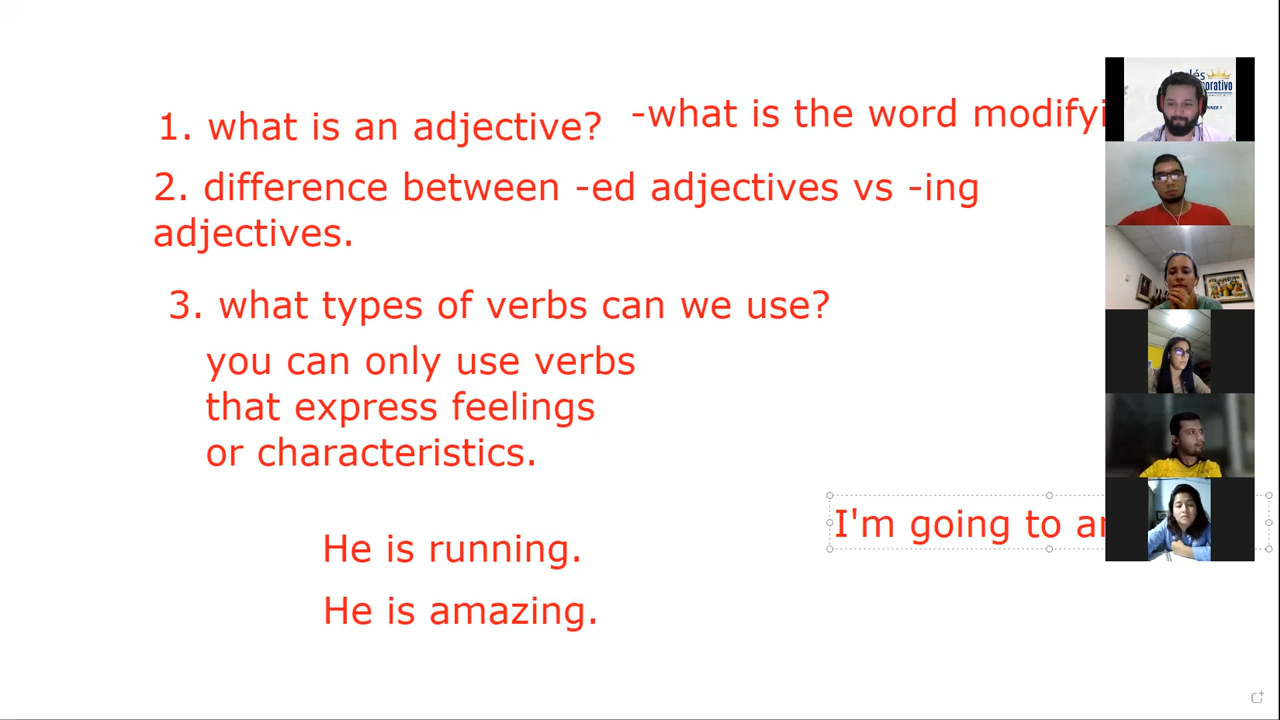 1. what is an adjective? -what is the word
2. difference between -ed adjectives vs -ing
adjectives.
3. what types of verbs can we use?
you can only use verbs
that express feelings
or characteristics.
I'm going to
He is running.
He is amazing.